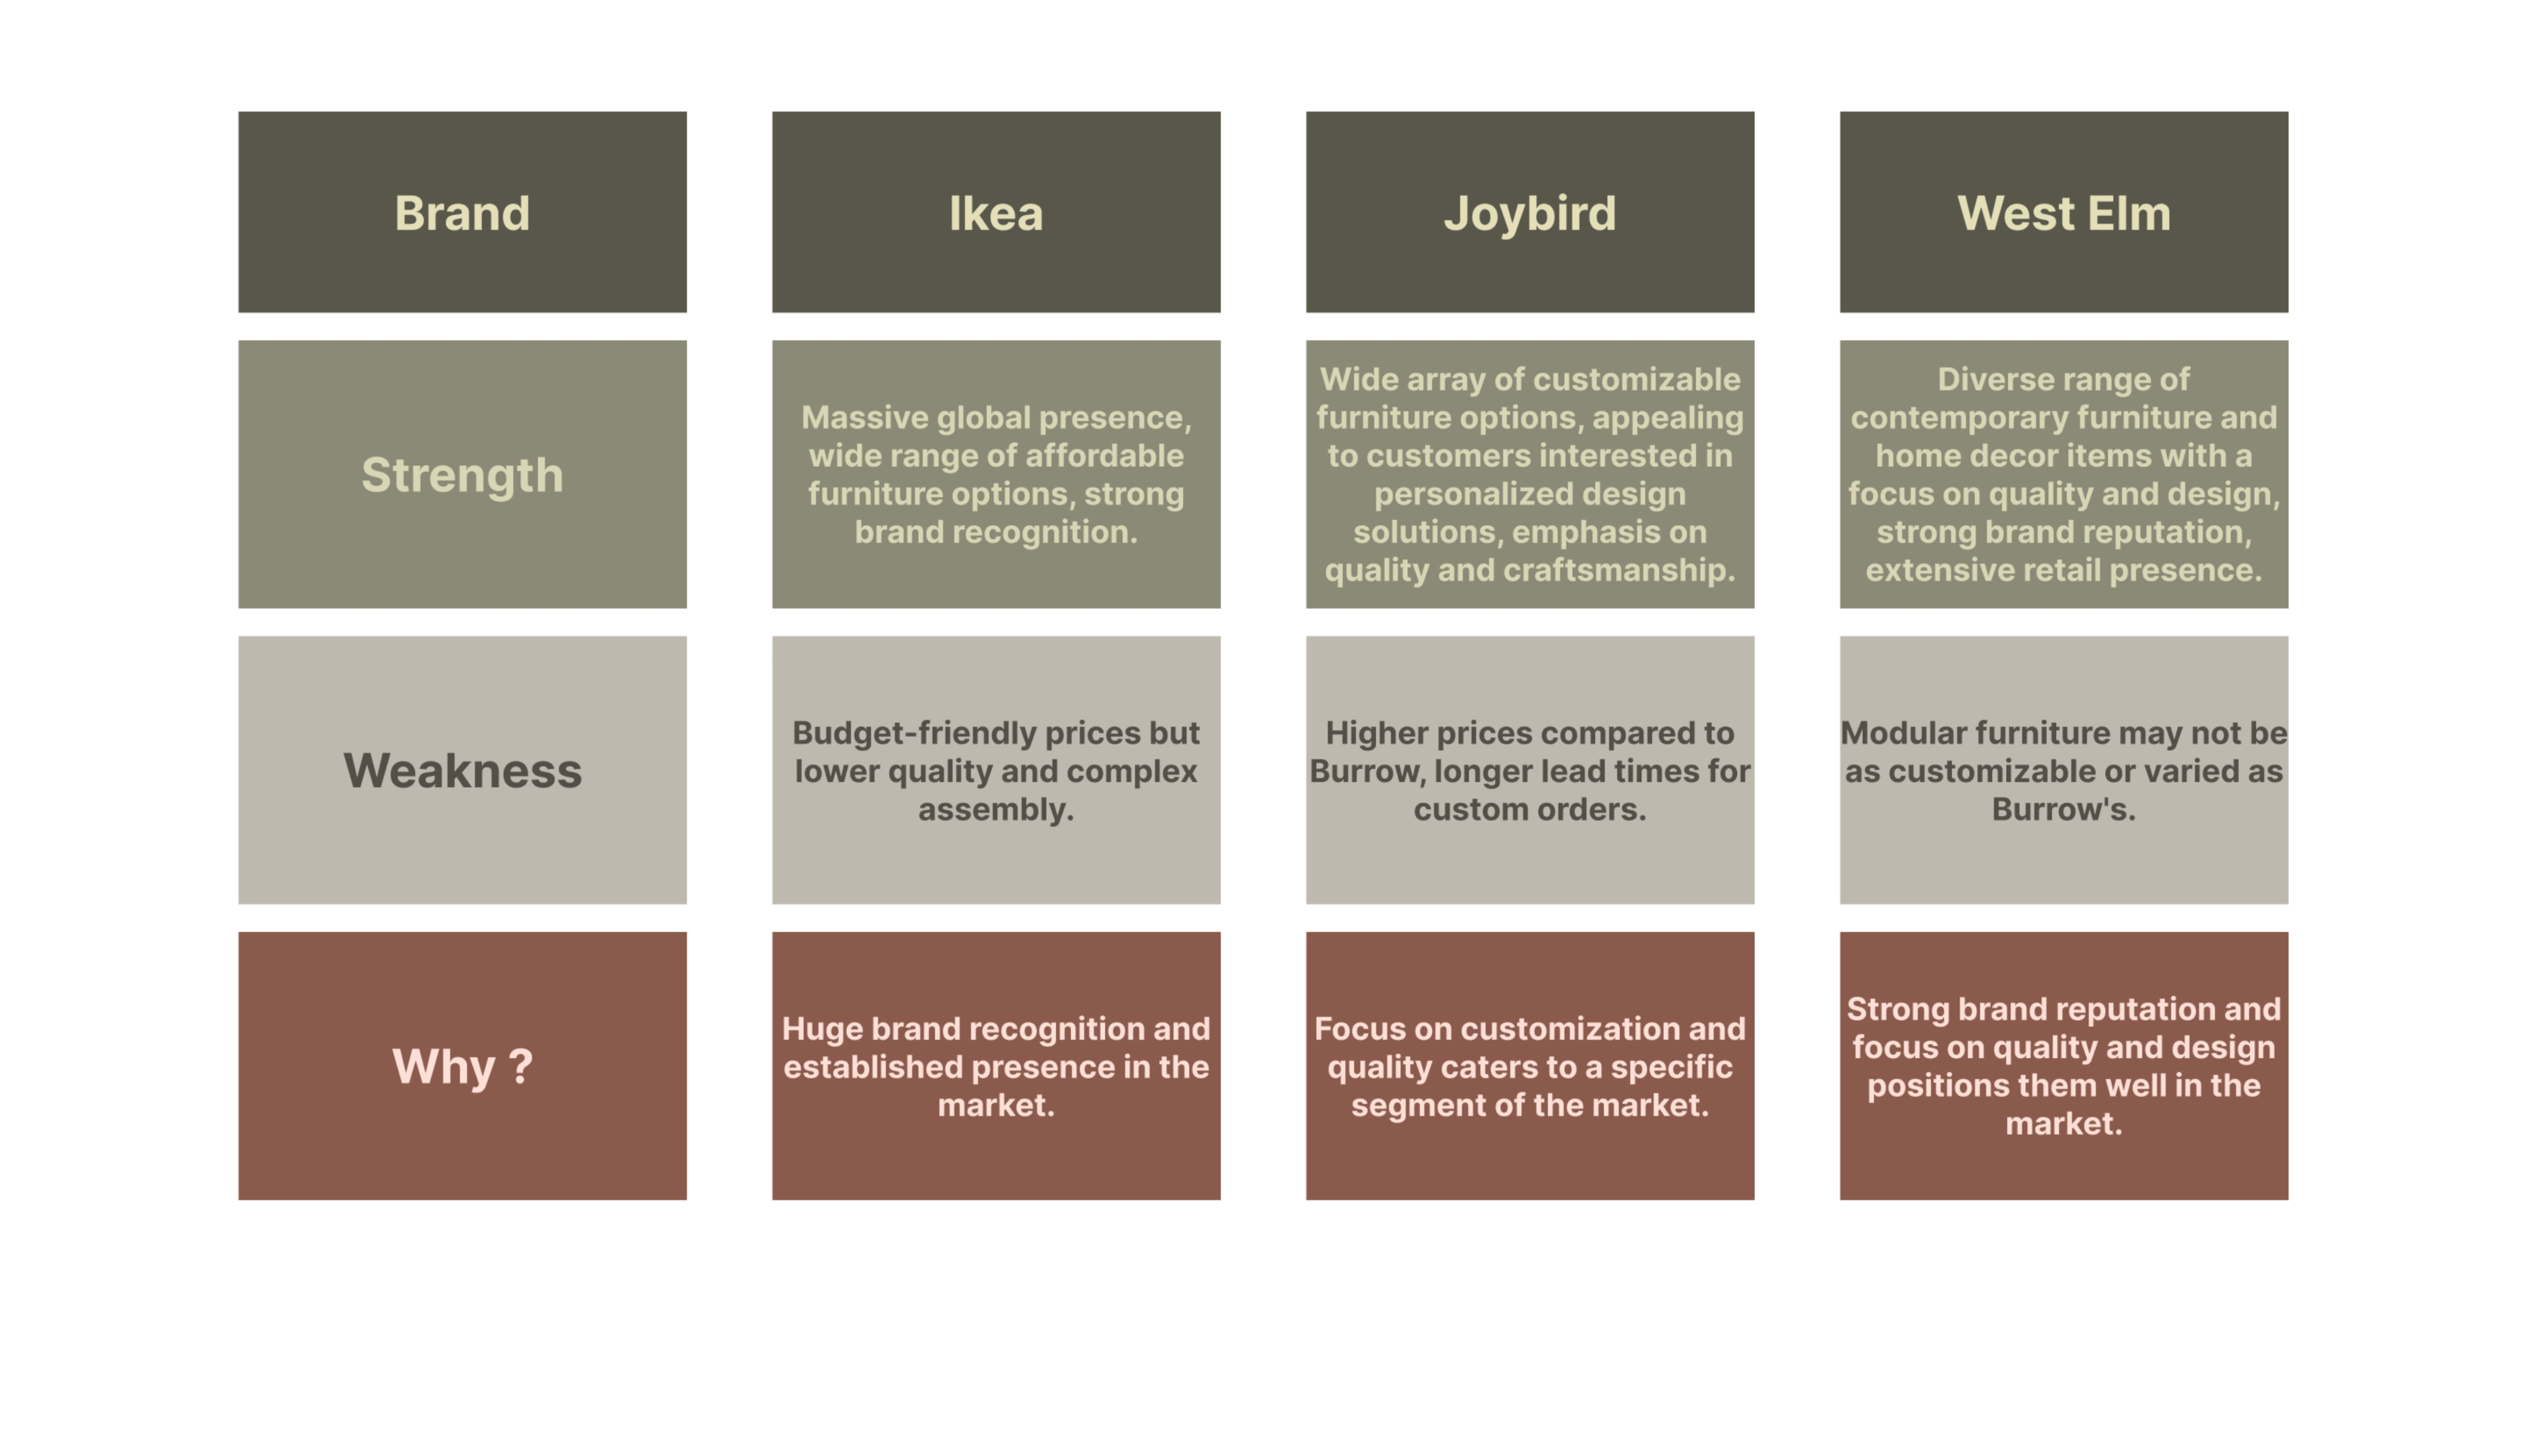 Brand
Ikea
Joybird
West Elm
Strength
Massive global presence,
wide range of affordable
furniture options, strong
brand recognition.
Wide array of customizable
furniture options, appealing
to customers interested in
personalized design
solutions, emphasis on
quality and craftsmanship.
Diverse range of
contemporary furniture and
home decor items with a
focus on quality and design,
strong brand reputation,
extensive retail presence.
Weakness
Budget-friendly prices but
lower quality and complex
assembly.
Higher prices compared to
Burrow, longer lead times for
custom orders.
Modular furniture may not be
as customizable or varied as
Burrow's.
Why ?
Huge brand recognition and
established presence in the
market.
Focus on customization and
quality caters to a specific
segment of the market.
Strong brand reputation and
focus on quality and design
positions them well in the
market.